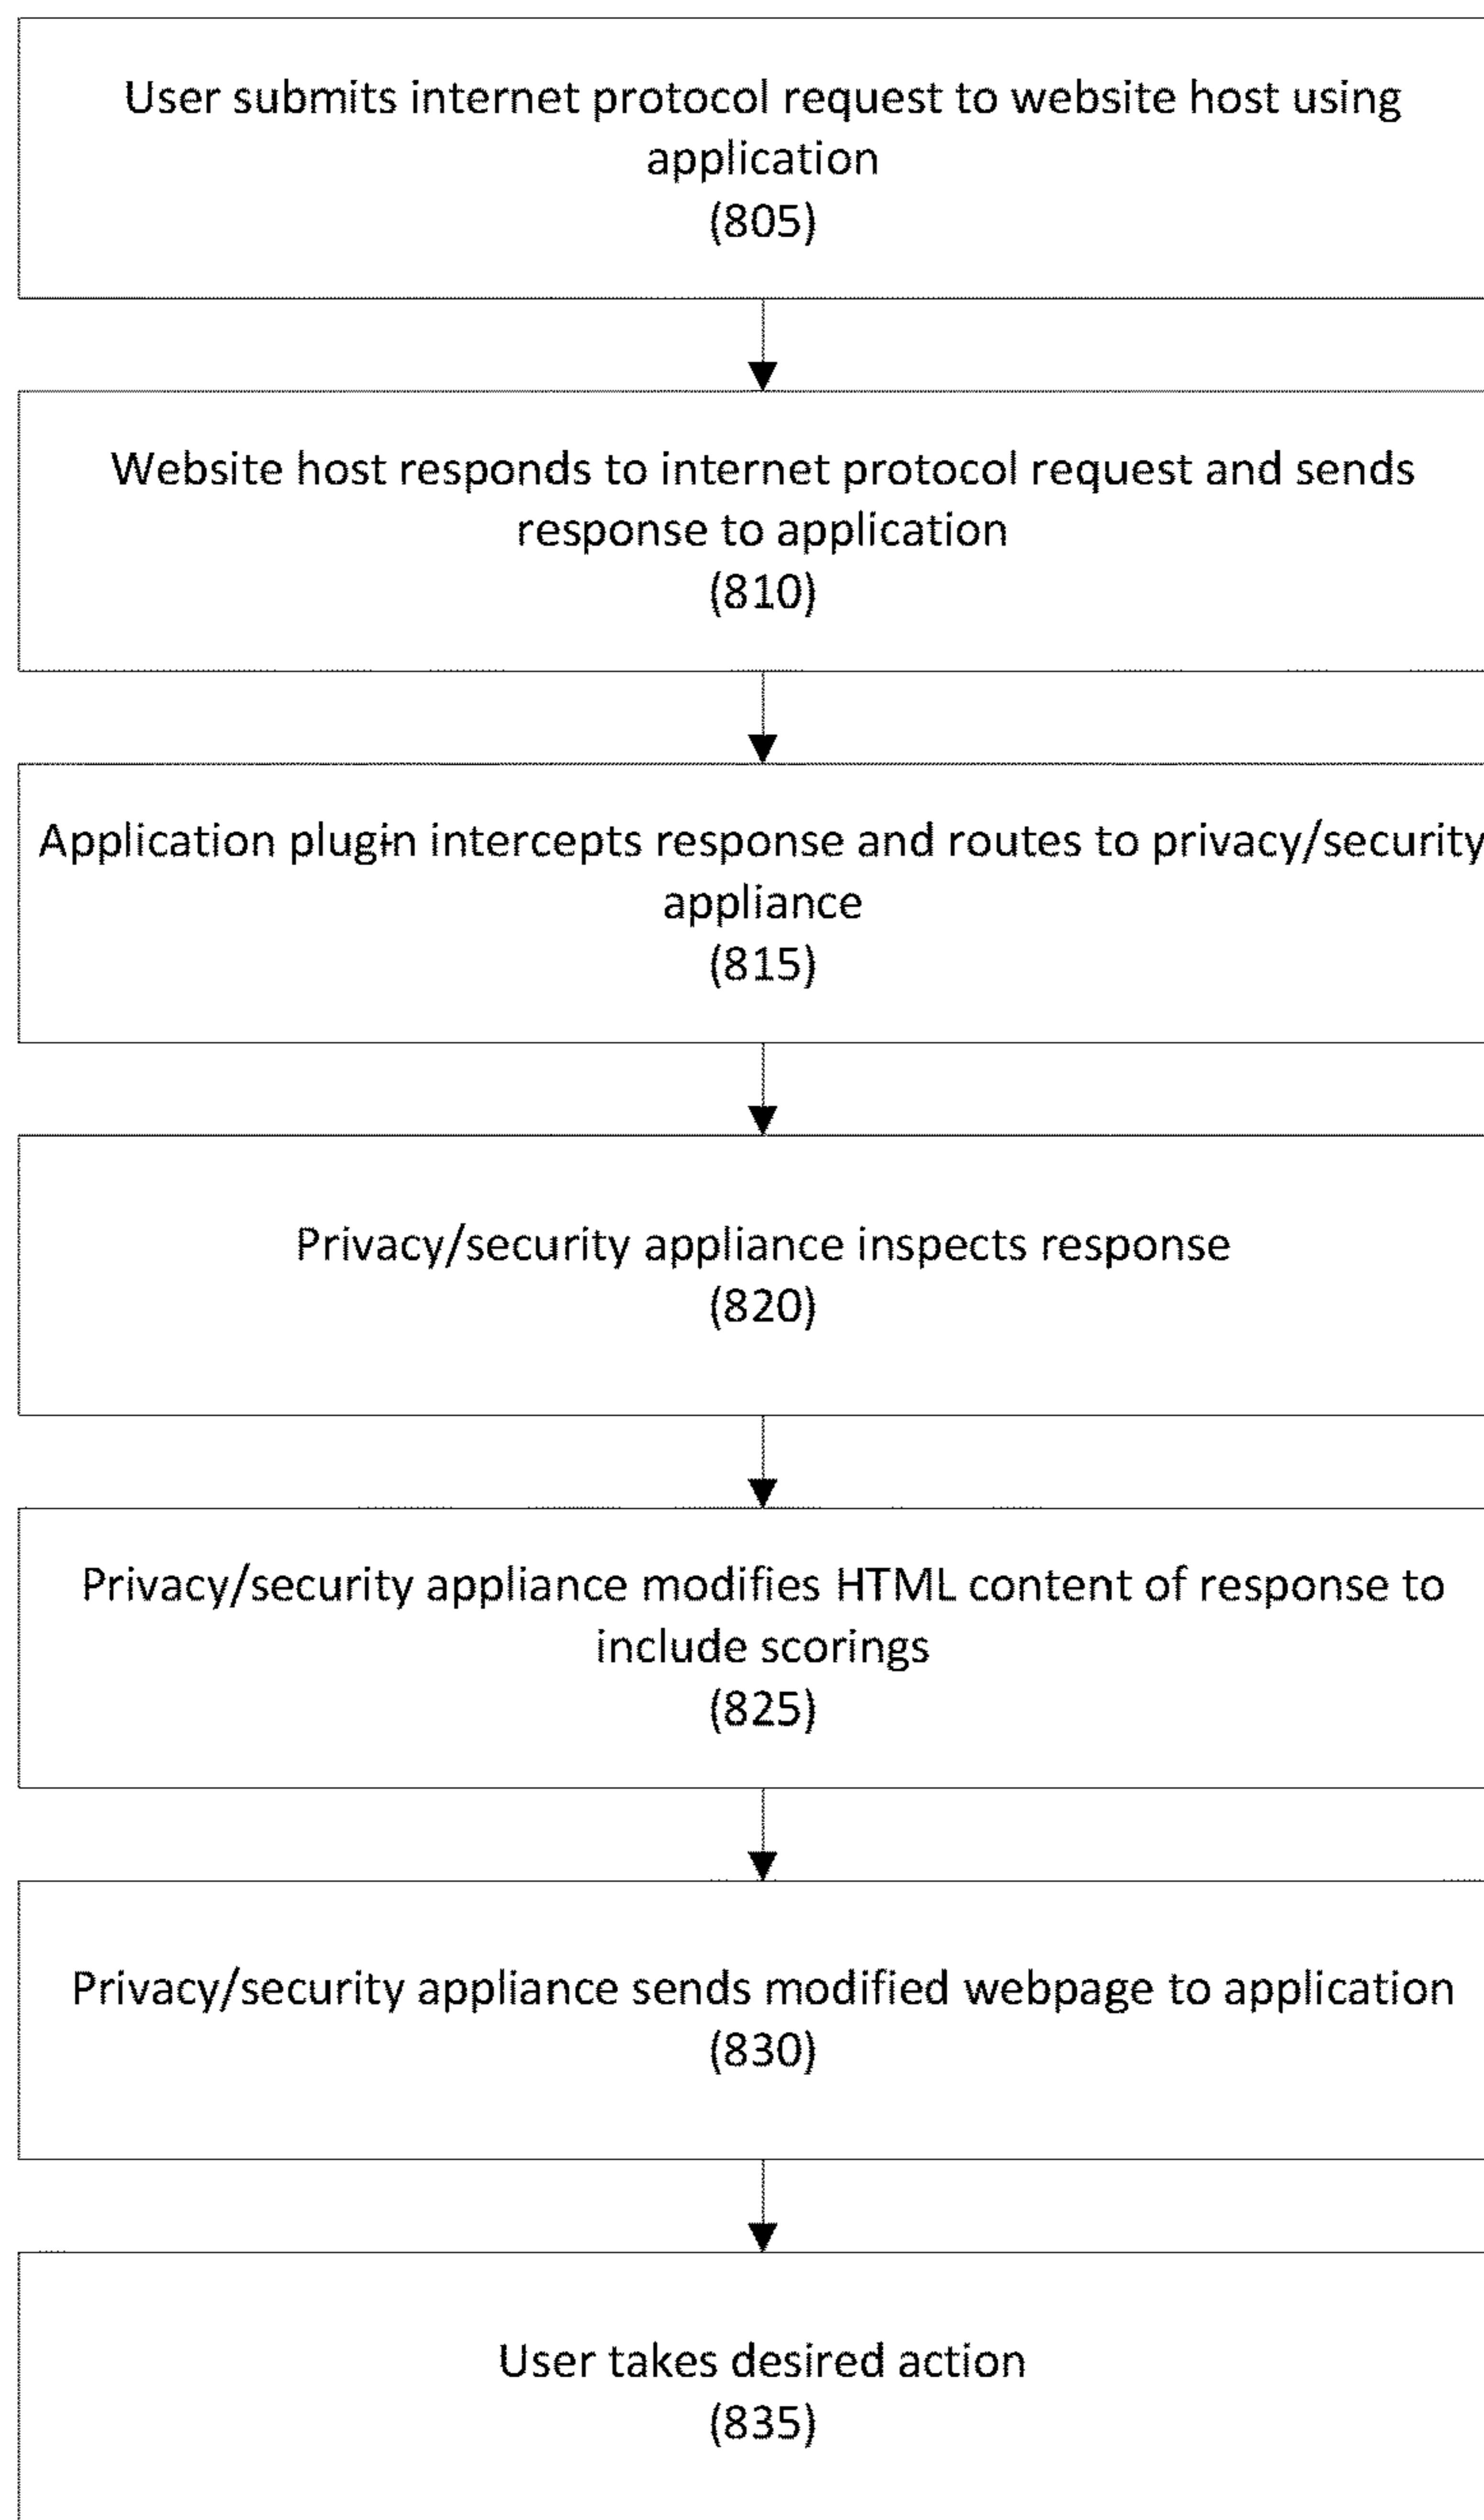 User submits internet protocol request to website host using
application
(805)
Website host responds to internet protocol request and sends
response to application
(810)
Application plugin intercepts response and routes to privacy/security
appliance
(815)
Privacy/security appliance inspects response
(820)
Privacy/security appliance modifies HTML content of response to
include scorings
(825)
Privacy/security appliance sends modified webpage to application
(830)
User takes desired action
(835)